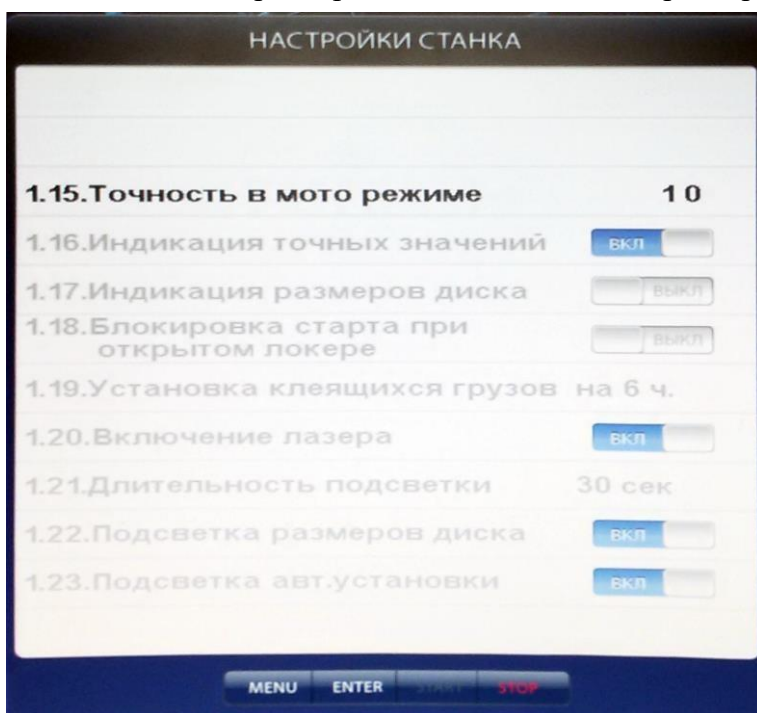 НАСТРОЙКИ СТАНКА
1.15.Точность в мото режиме 10
1.16.Индикация точных значений ВКЛ
1.17.Индикация размеров диска ВЫКЛ
1.18.Блокировка старта при
открытом локере ВЫКЛ
1.19.Установка клеящихся грузов на 6 ч.
1.20.Включение лазера ВКЛ
1.21.Длительность подсветки 30 сек
1.22.Подсветка размеров диска ВКЛ
1.23.Подсветка авт.установки ВКЛ
MENU ENTER START STOP